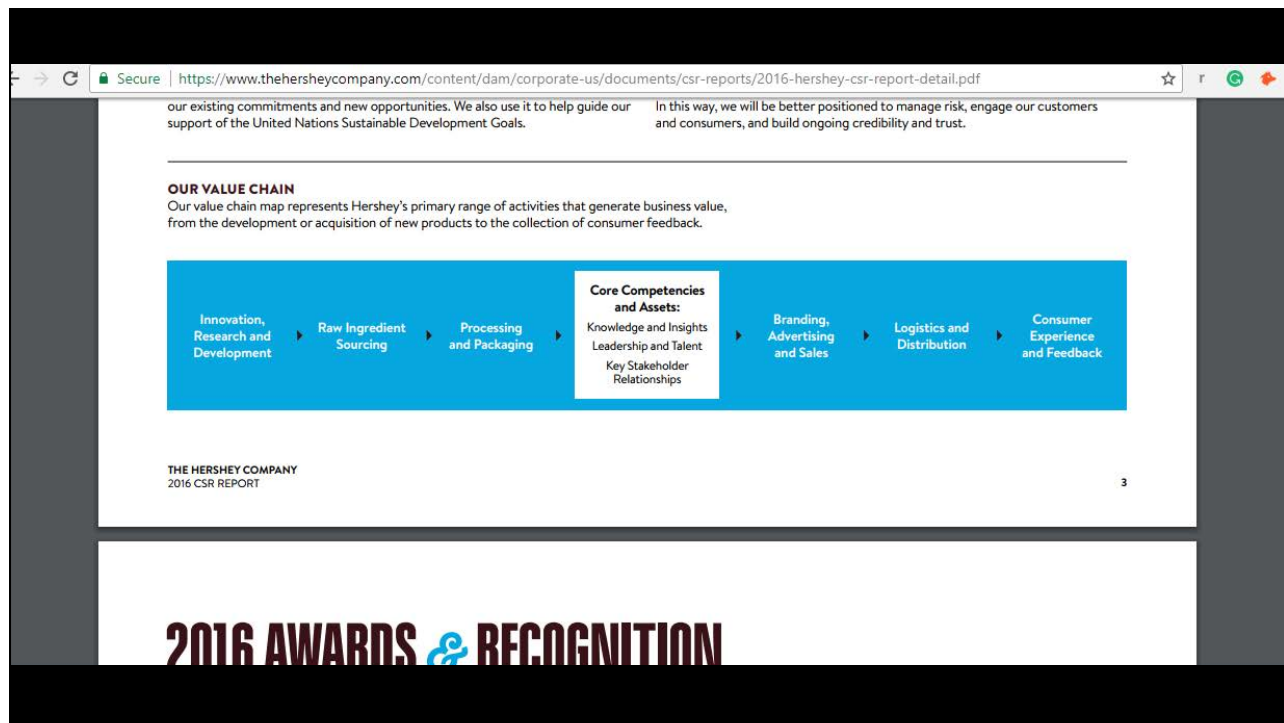 Secure | https://www.thehersheycompany.com/content/dam/corporate-us/documents/csr-reports/2016-hershey-csr-report-detail.pdf
our existing commitments and new opportunities. We also use it to help guide our
support of the United Nations Sustainable Development Goals.
In this way, we will be better positioned to manage risk, engage our customers
and consumers, and build ongoing credibility and trust.
OUR VALUE CHAIN
Our value chain map represents Hershey's primary range of activities that generate business value,
from the development or acquisition of new products to the collection of consumer feedback.
Innovation,
Research and
Development
Raw Ingredient
Sourcing
Processing
and Packaging
Core Competencies
and Assets:
Knowledge and Insights
Leadership and Talent
Key Stakeholder
Relationships
Branding,
Advertising
and Sales
Logistics and
Distribution
Consumer
Experience
and Feedback
THE HERSHEY COMPANY
2016 CSR REPORT
3
2016 AWARDS & RECOGNITION